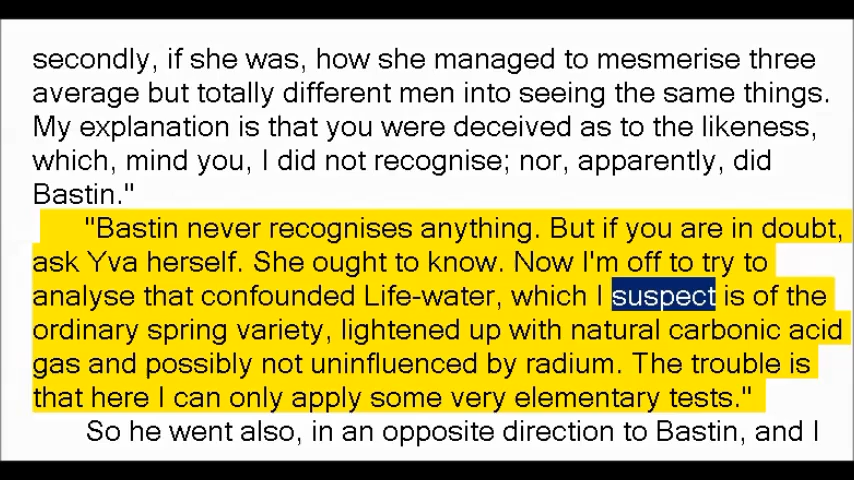 secondly, if she was, how she managed to mesmerise three
average but totally different men into seeing the same things.
My explanation is that you were deceived as to the likeness,
which, mind you, I did not recognise; nor, apparently, did
Bastin."
"Bastin never recognises anything. But if you are in doubt,
ask Yva herself. She ought to know. Now I'm off to try to
analyse that confounded Life-water, which I suspect is of the
ordinary spring variety, lightened up with natural carbonic acid
gas and possibly not uninfluenced by radium. The trouble is
that here I can only apply some very elementary tests."
So he went also, in an opposite direction to Bastin, and I